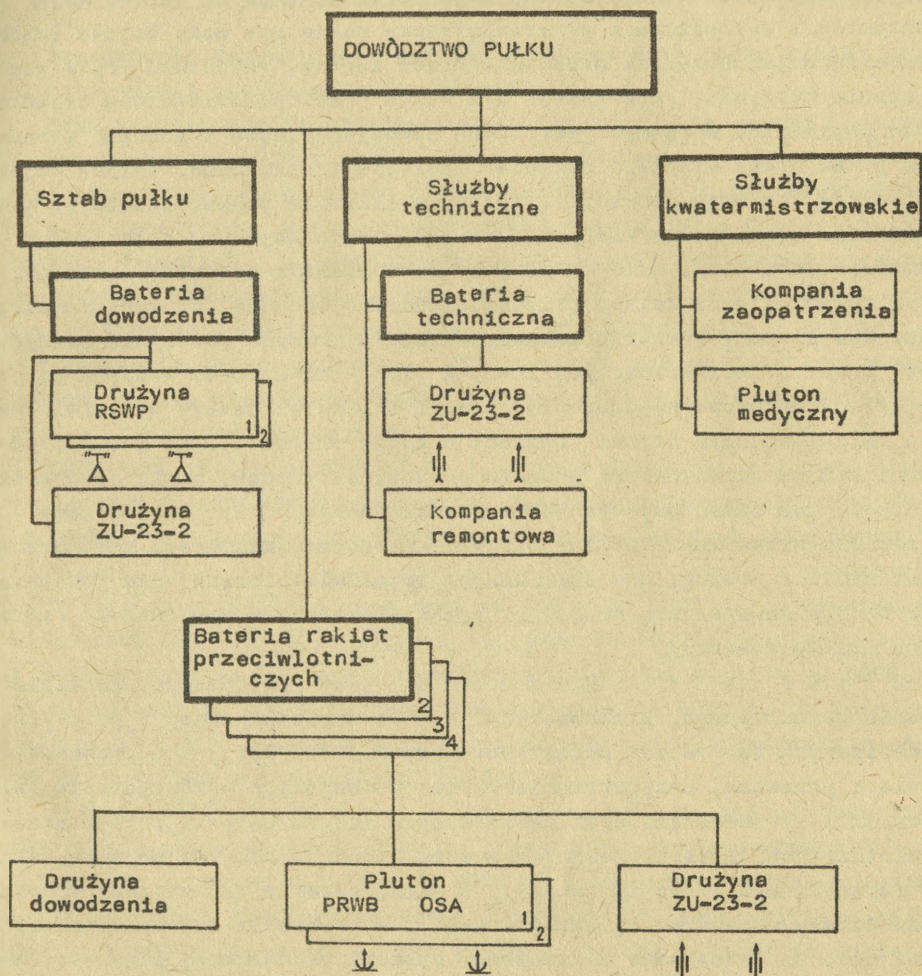 DOWÓDZTWO PUŁKU
Sztab pułku
Służby
techniczne
Służby
kwatermistrzowskie
Bateria
dowodzenia
Bateria
techniczna
Kompania
zaopatrzenia
Drużyna
RSWP
1
2
Drużyna
ZU-23-2
Pluton
medyczny
Drużyna
ZU-23-2
Kompania
remontowa
Bateria rakiet
przeciwlotni-
czych
2
3
4
Drużyna
dowodzenia
Pluton
PRWB OSA
1
2
Drużyna
ZU-23-2